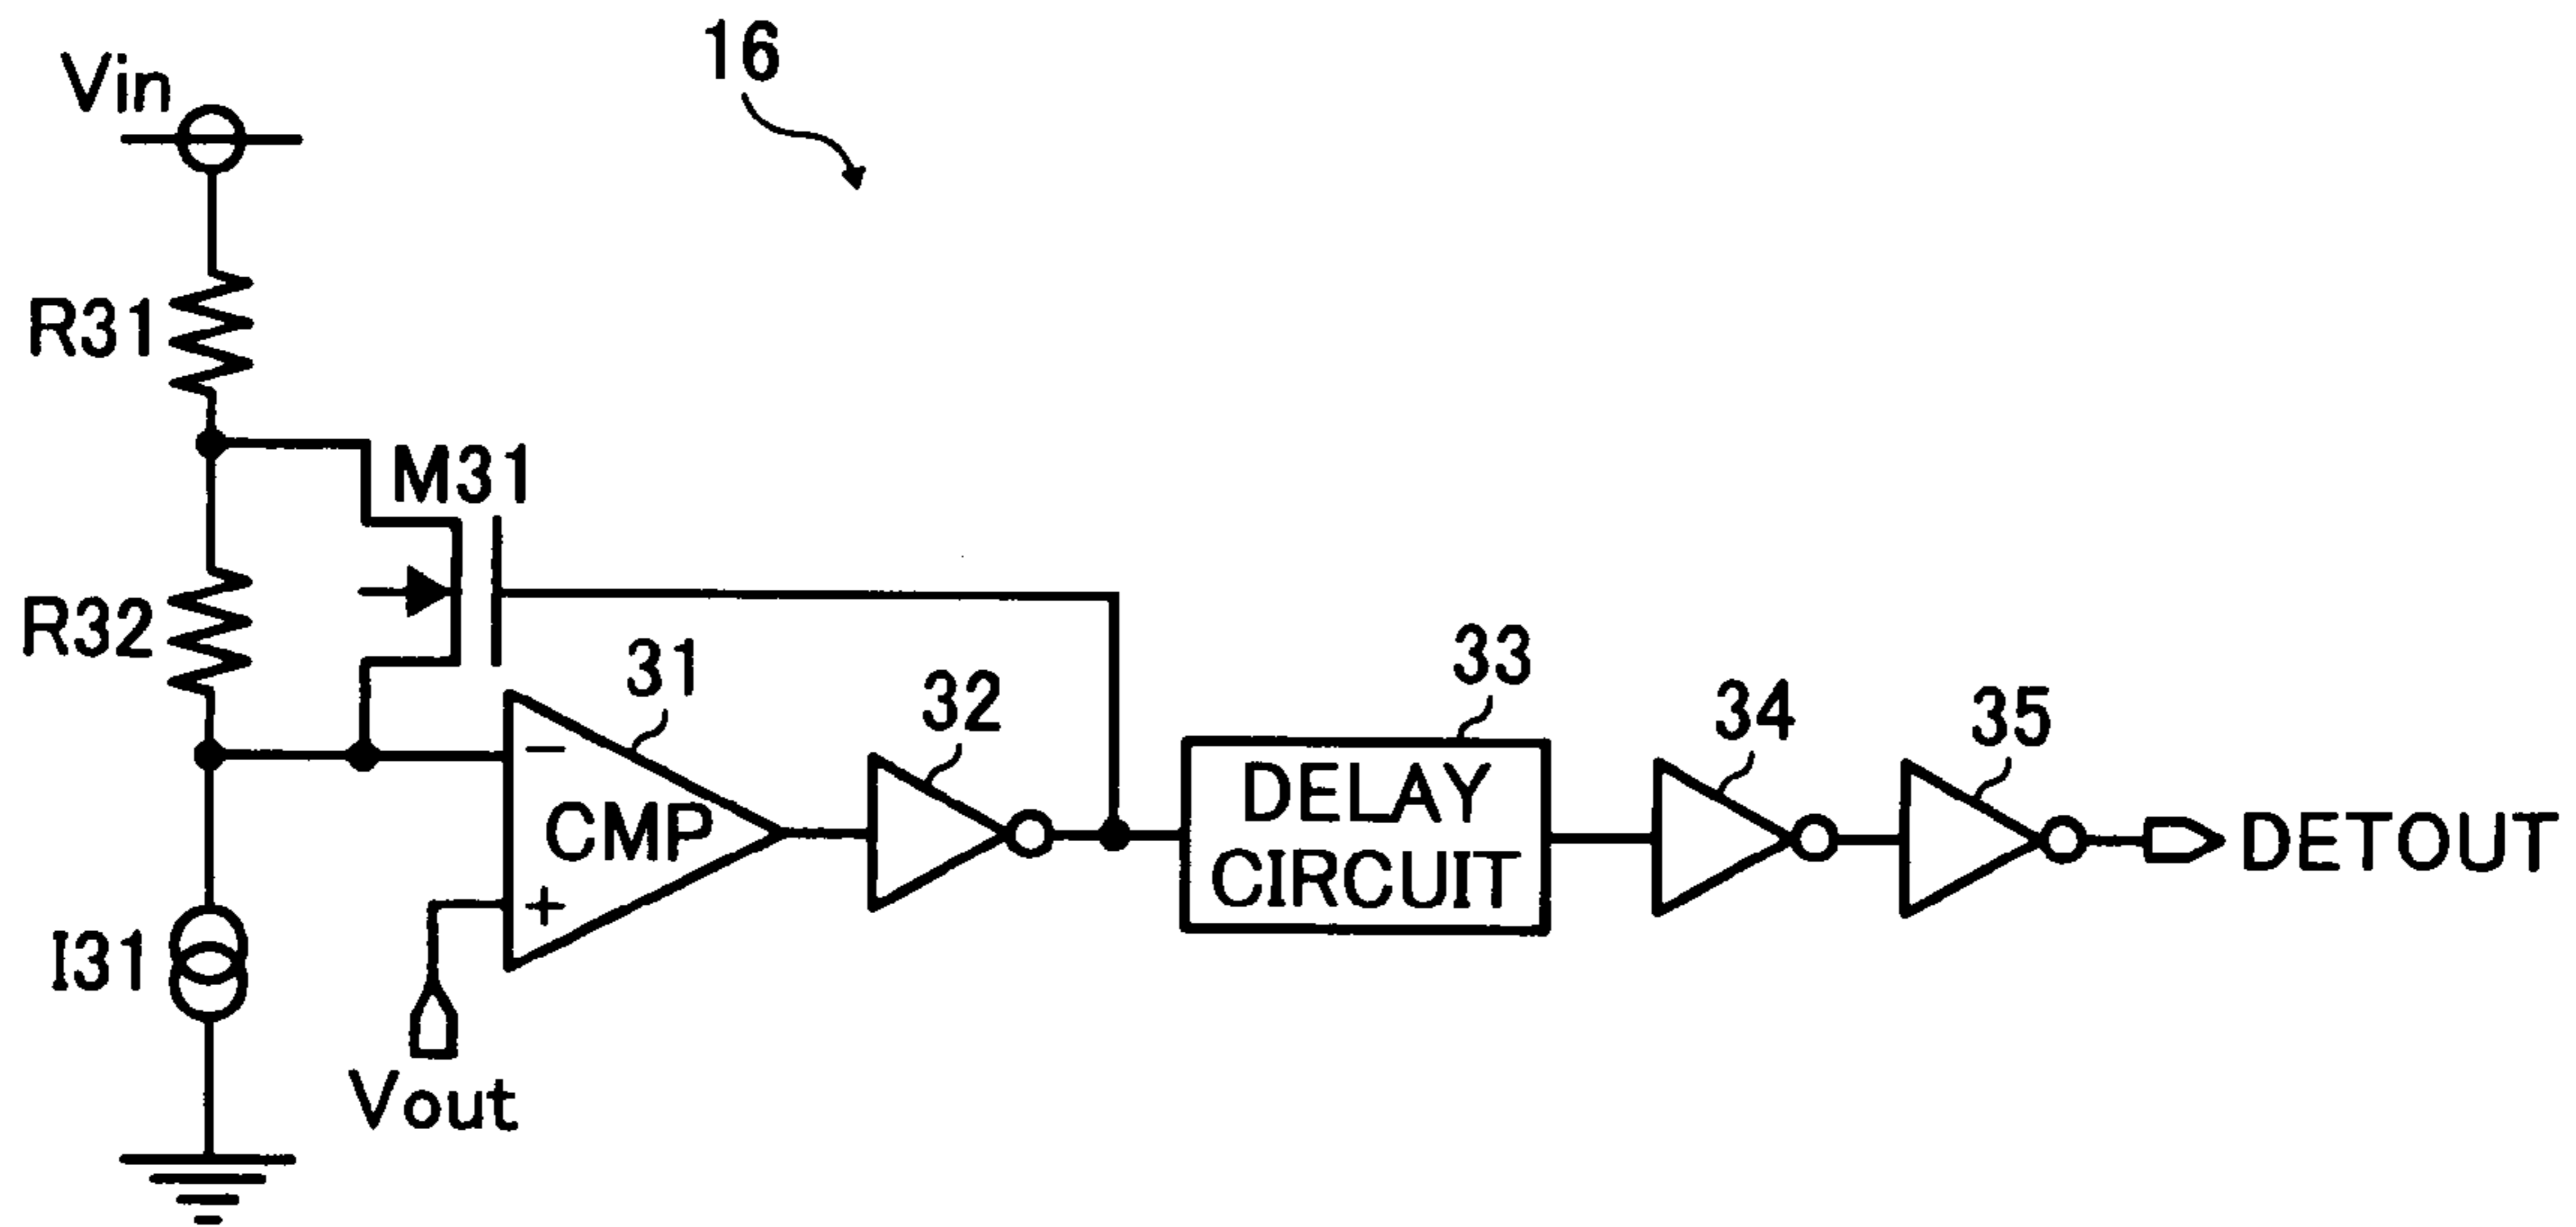 16
Vin
R31
M31
R32
31
32
33
34
35
−
CMP
+
DELAY
CIRCUIT
DETOUT
I31
Vout